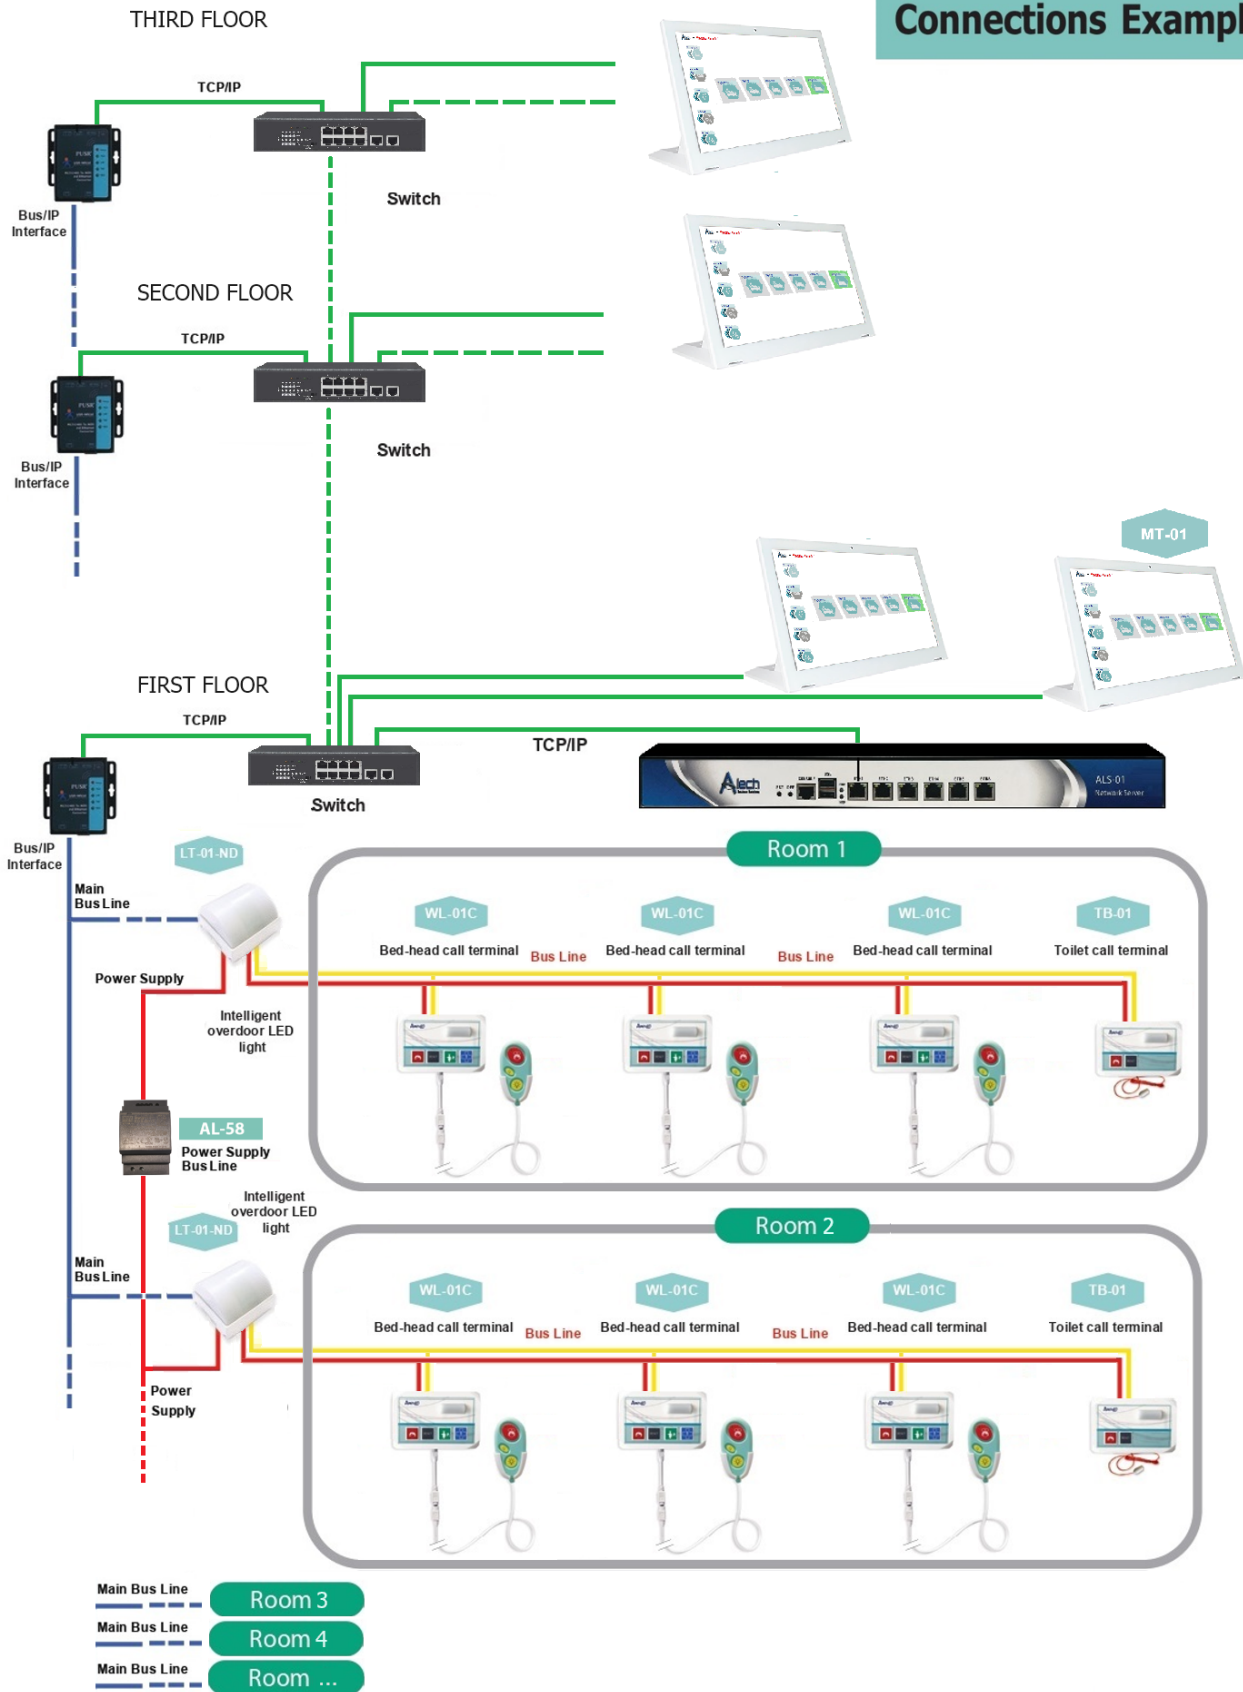 Connections Exampl
THIRD FLOOR
TCP/IP
Switch
Bus/IP
Interface
SECOND FLOOR
TCP/IP
Switch
Bus/IP
Interface
MT-01
FIRST FLOOR
TCP/IP
TCP/IP
Switch
Atech
ALS-01
Network Server
Bus/IP
Interface
LT-01-ND
Main
Bus Line
Power Supply
Intelligent
overdoor LED
light
Room 1
WL-01C
WL-01C
WL-01C
TB-01
Bed-head call terminal
Bus Line
Bed-head call terminal
Bus Line
Bed-head call terminal
Toilet call terminal
AL-58
Power Supply
Bus Line
Intelligent
overdoor LED
light
LT-01-ND
Main
Bus Line
Power
Supply
Room 2
WL-01C
WL-01C
WL-01C
TB-01
Bed-head call terminal
Bus Line
Bed-head call terminal
Bus Line
Bed-head call terminal
Toilet call terminal
Main Bus Line
Room 3
Main Bus Line
Room 4
Main Bus Line
Room ...